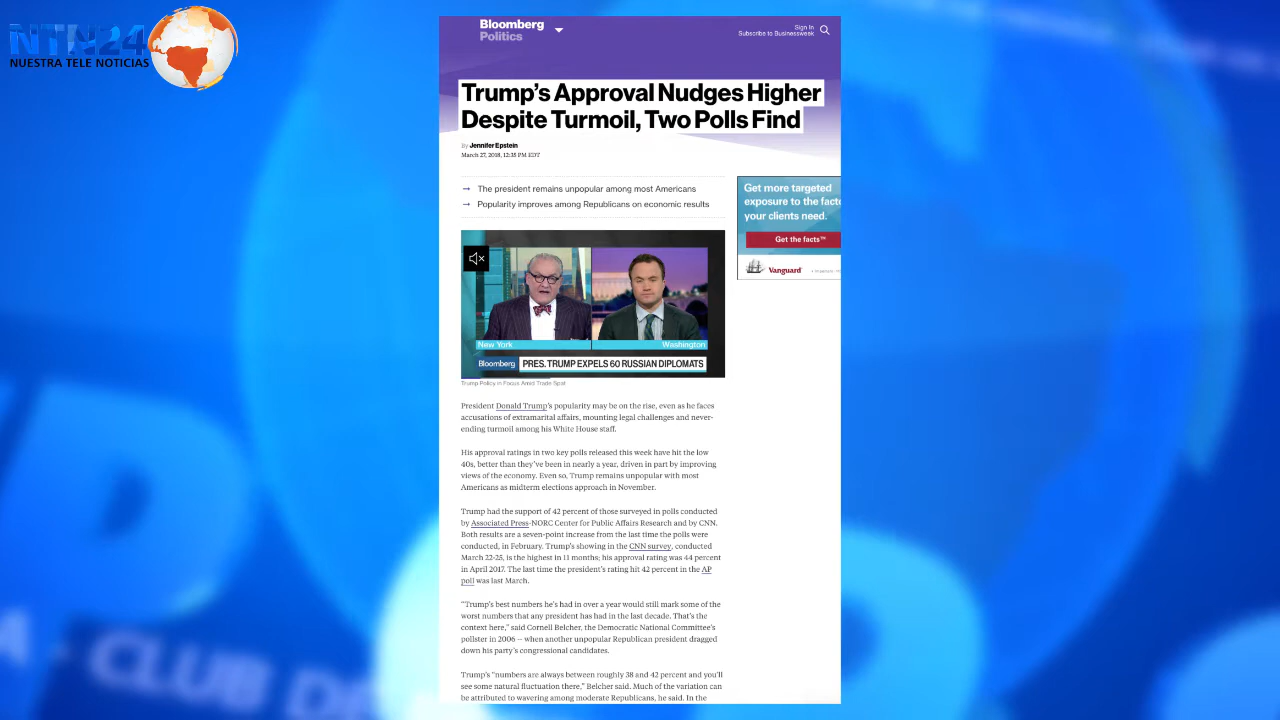 NTN24
NUESTRA TELE NOTICIAS
Bloomberg
Politics
Sign In
Subscribe to Businessweek
Trump's Approval Nudges Higher
Despite Turmoil, Two Polls Find
By Jennifer Epstein
March 27, 2018, 12:35 PM EDT
→ The president remains unpopular among most Americans
→ Popularity improves among Republicans on economic results
Get more targeted
exposure to the facto
your clients need.
Get the facts™
Vanguard
New York
Washington
Bloomberg
PRES. TRUMP EXPELS 60 RUSSIAN DIPLOMATS
Trump Policy in Focus Amid Trade Spat
President Donald Trump's popularity may be on the rise, even as he faces
accusations of extramarital affairs, mounting legal challenges and never-
ending turmoil among his White House staff.
His approval ratings in two key polls released this week have hit the low
40s, better than they've been in nearly a year, driven in part by improving
views of the economy. Even so, Trump remains unpopular with most
Americans as midterm elections approach in November.
Trump had the support of 42 percent of those surveyed in polls conducted
by Associated Press-NORC Center for Public Affairs Research and by CNN.
Both results are a seven-point increase from the last time the polls were
conducted, in February. Trump's showing in the CNN survey, conducted
March 22-25, is the highest in 11 months; his approval rating was 44 percent
in April 2017. The last time the president's rating hit 42 percent in the AP
poll was last March.
"Trump's best numbers he's had in over a year would still mark some of the
worst numbers that any president has had in the last decade. That's the
context here," said Cornell Belcher, the Democratic National Committee's
pollster in 2006 -- when another unpopular Republican president dragged
down his party's congressional candidates.
Trump's "numbers are always between roughly 38 and 42 percent and you'll
see some natural fluctuation there," Belcher said. Much of the variation can
be attributed to wavering among moderate Republicans, he said. In the
A - CLUB DE